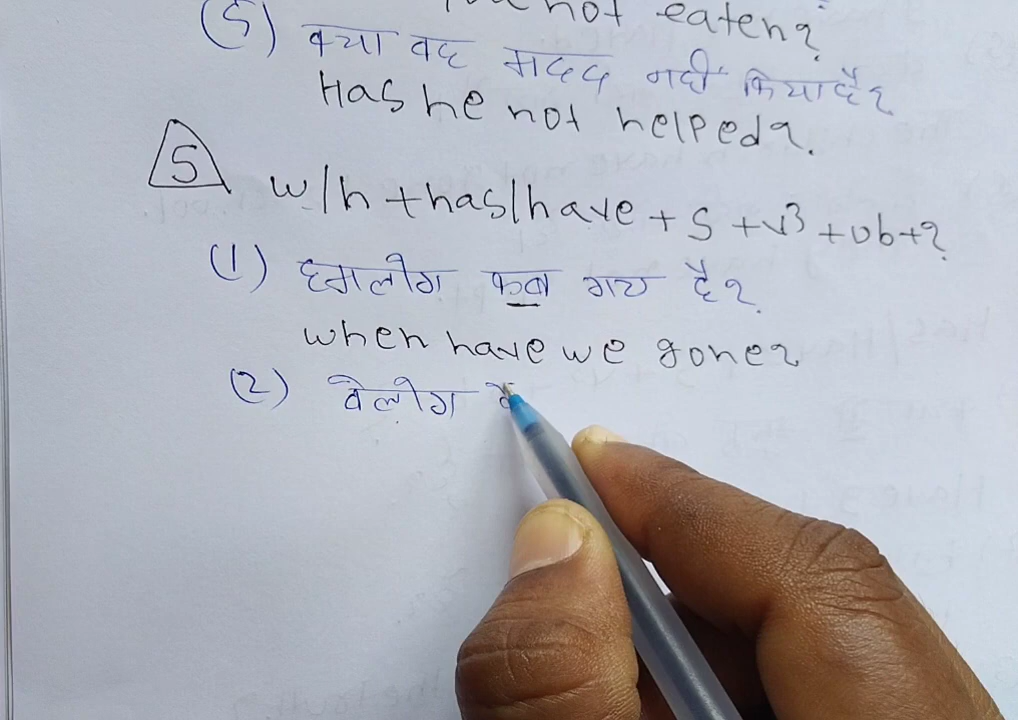 not eaten?
(5) क्या वह मदद नहीं किया है?
Has he not helped?.
5 w/h + has/have + S + v3 + ob + ?
(1) हमलोग कब गए है?
when have we gone?
(2) वेलोग